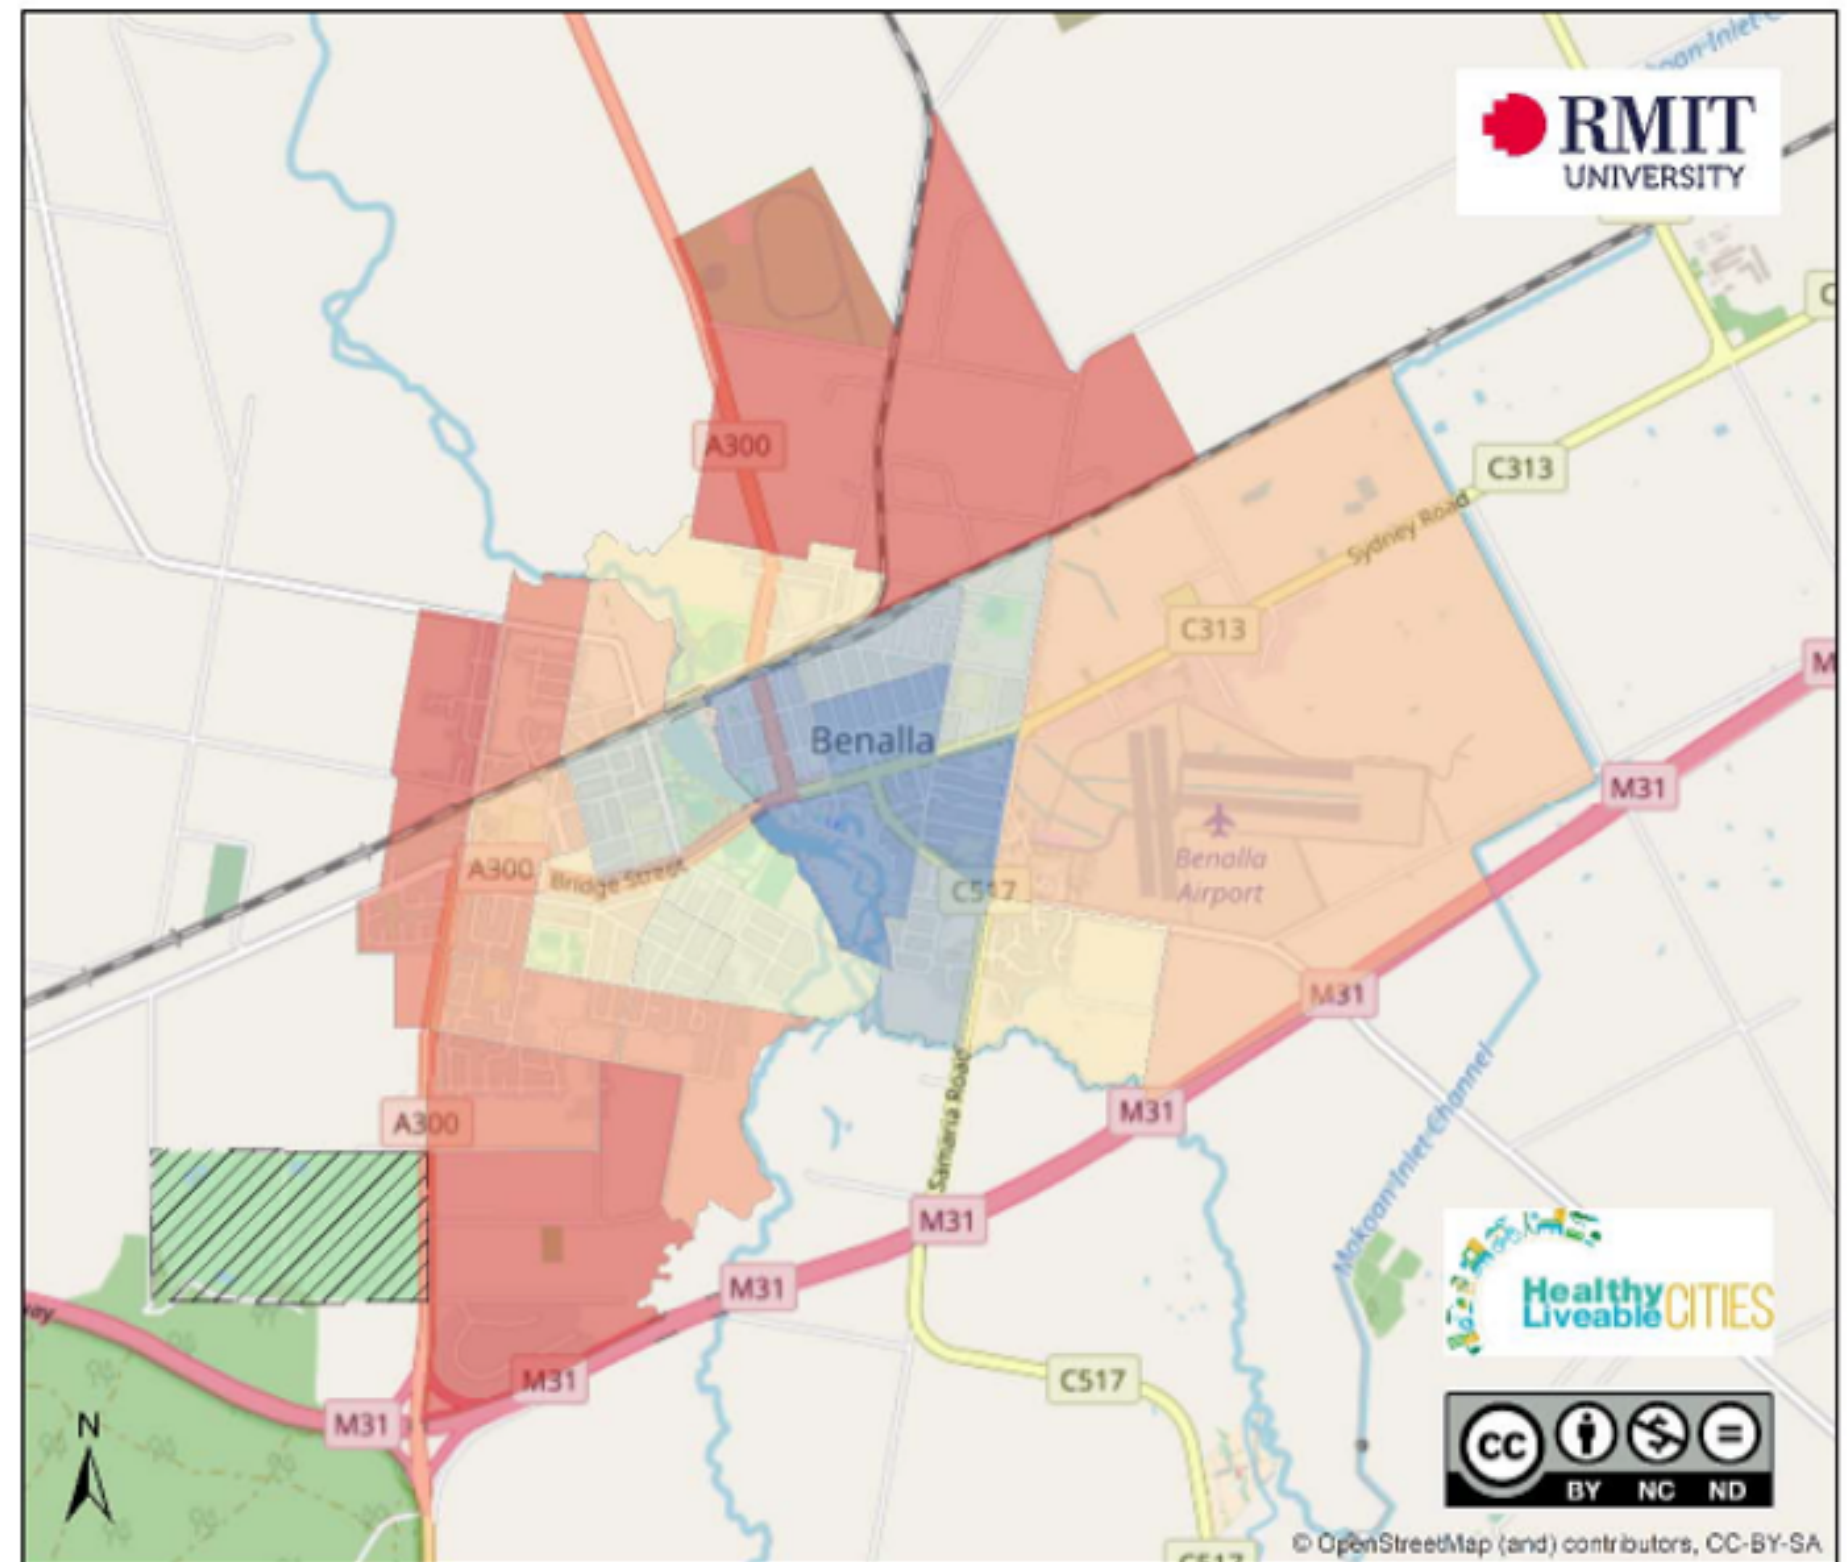 RMIT
UNIVERSITY
A300
C313
Sydney Road
C313
M31
Benalla
A300
Bridge Street
Benalla
Airport
C517
M31
A300
M31
Samaria Road
M31
Mokoan-Inlet-Channel
M31
M31
M31
C517
Healthy
Liveable CITIES
N
CC
BY NC ND
© OpenStreetMap (and) contributors, CC-BY-SA